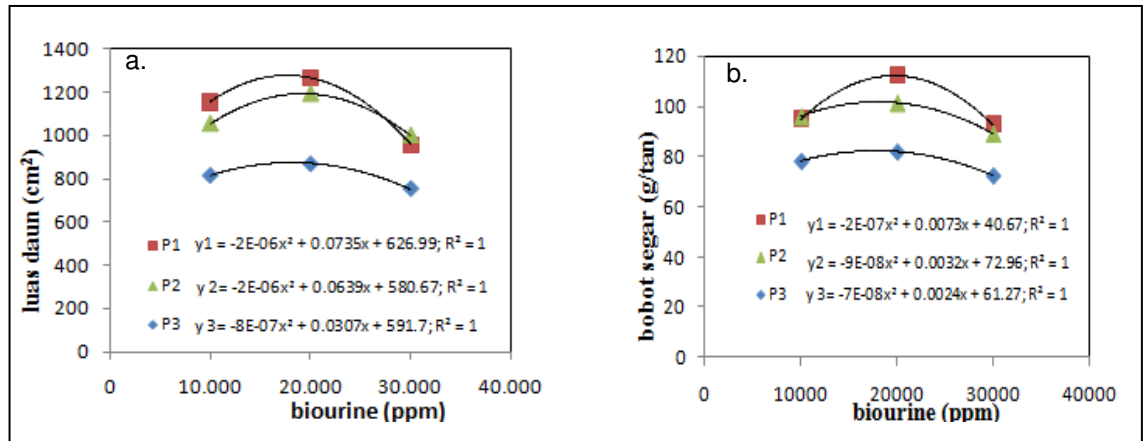 a.
luas daun (cm²)
1400
1200
1000
800
600
400
200
0
P1 y1 = -2E-06x² + 0.0735x + 626.99; R² = 1
P2 y 2= -2E-06x² + 0.0639x + 580.67; R² = 1
P3 y 3= -8E-07x² + 0.0307x + 591.7; R² = 1
0 10.000 20.000 30.000 40.000
biourine (ppm)
b.
bobot segar (g/tan)
120
100
80
60
40
20
0
P1 y1 = -2E-07x² + 0.0073x + 40.67; R² = 1
P2 y2= -9E-08x² + 0.0032x + 72.96; R² = 1
P3 y 3= -7E-08x² + 0.0024x + 61.27; R² = 1
0 10000 20000 30000 40000
biourine (ppm)